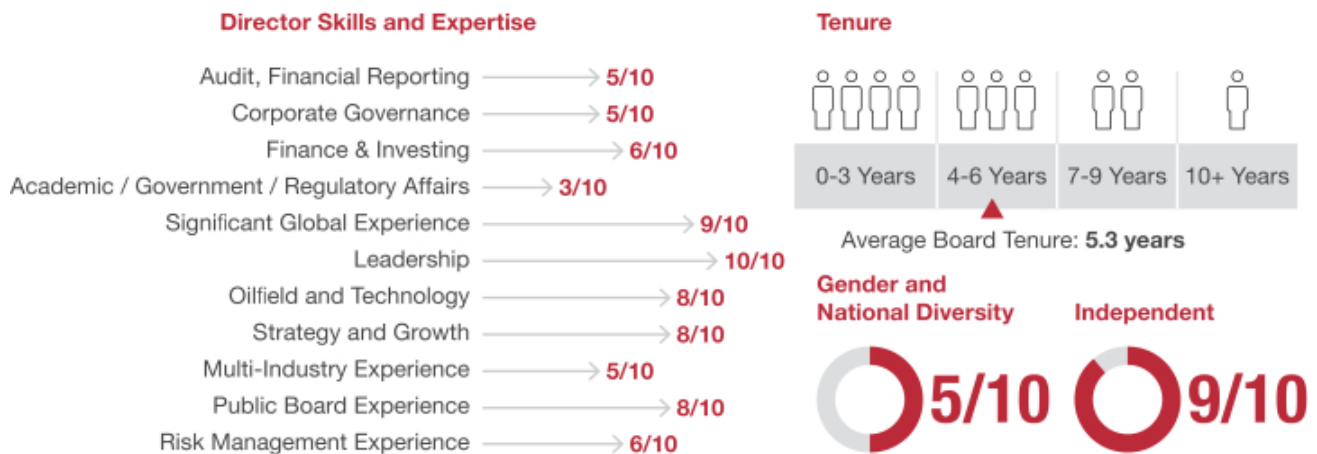 Director Skills and Expertise
Audit, Financial Reporting 5/10
Corporate Governance 5/10
Finance & Investing 6/10
Academic / Government / Regulatory Affairs 3/10
Significant Global Experience 9/10
Leadership 10/10
Oilfield and Technology 8/10
Strategy and Growth 8/10
Multi-Industry Experience 5/10
Public Board Experience 8/10
Risk Management Experience 6/10
Tenure
0-3 Years 4-6 Years 7-9 Years 10+ Years
Average Board Tenure: 5.3 years
Gender and
National Diversity
5/10
Independent
9/10